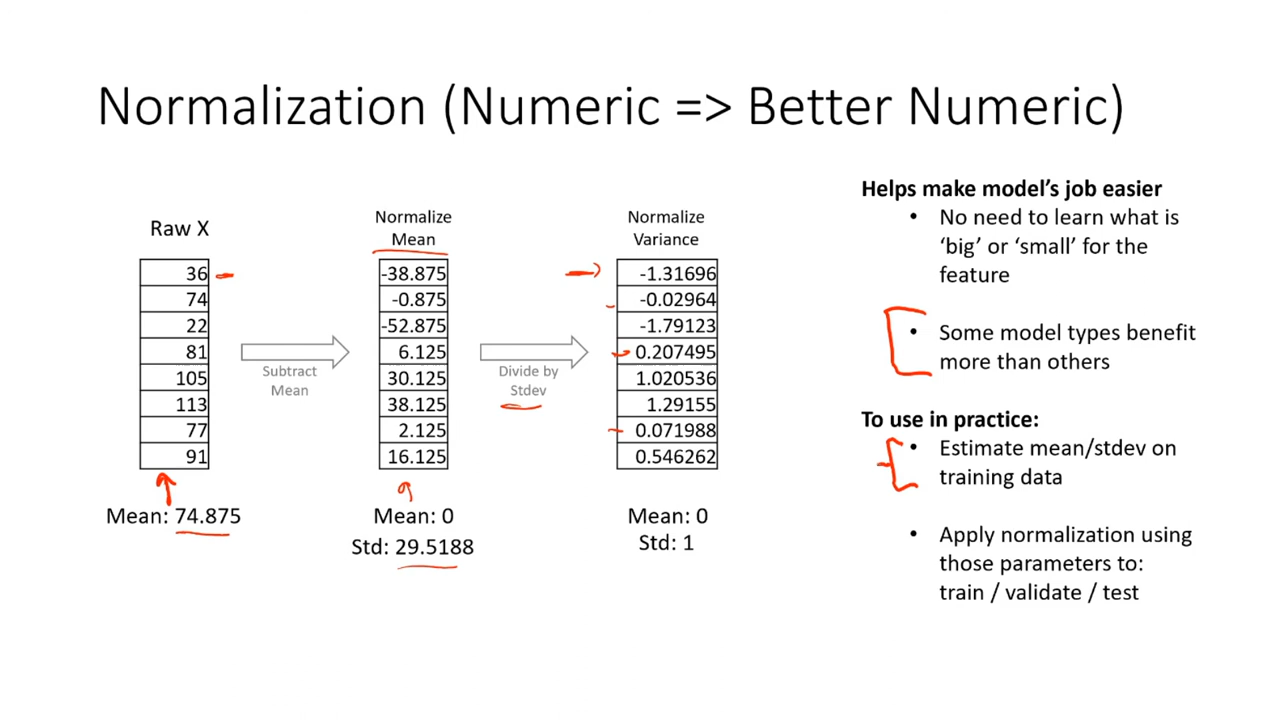 Normalization (Numeric => Better Numeric)
Raw X
36
74
22
81
105
113
77
91
Mean: 74.875
Subtract
Mean
Normalize
Mean
-38.875
-0.875
-52.875
6.125
30.125
38.125
2.125
16.125
Mean: 0
Std: 29.5188
Divide by
Stdev
Normalize
Variance
-1.31696
-0.02964
-1.79123
0.207495
1.020536
1.29155
0.071988
0.546262
Mean: 0
Std: 1
Helps make model's job easier
• No need to learn what is
'big' or 'small' for the
feature
• Some model types benefit
more than others
To use in practice:
• Estimate mean/stdev on
training data
• Apply normalization using
those parameters to:
train / validate / test